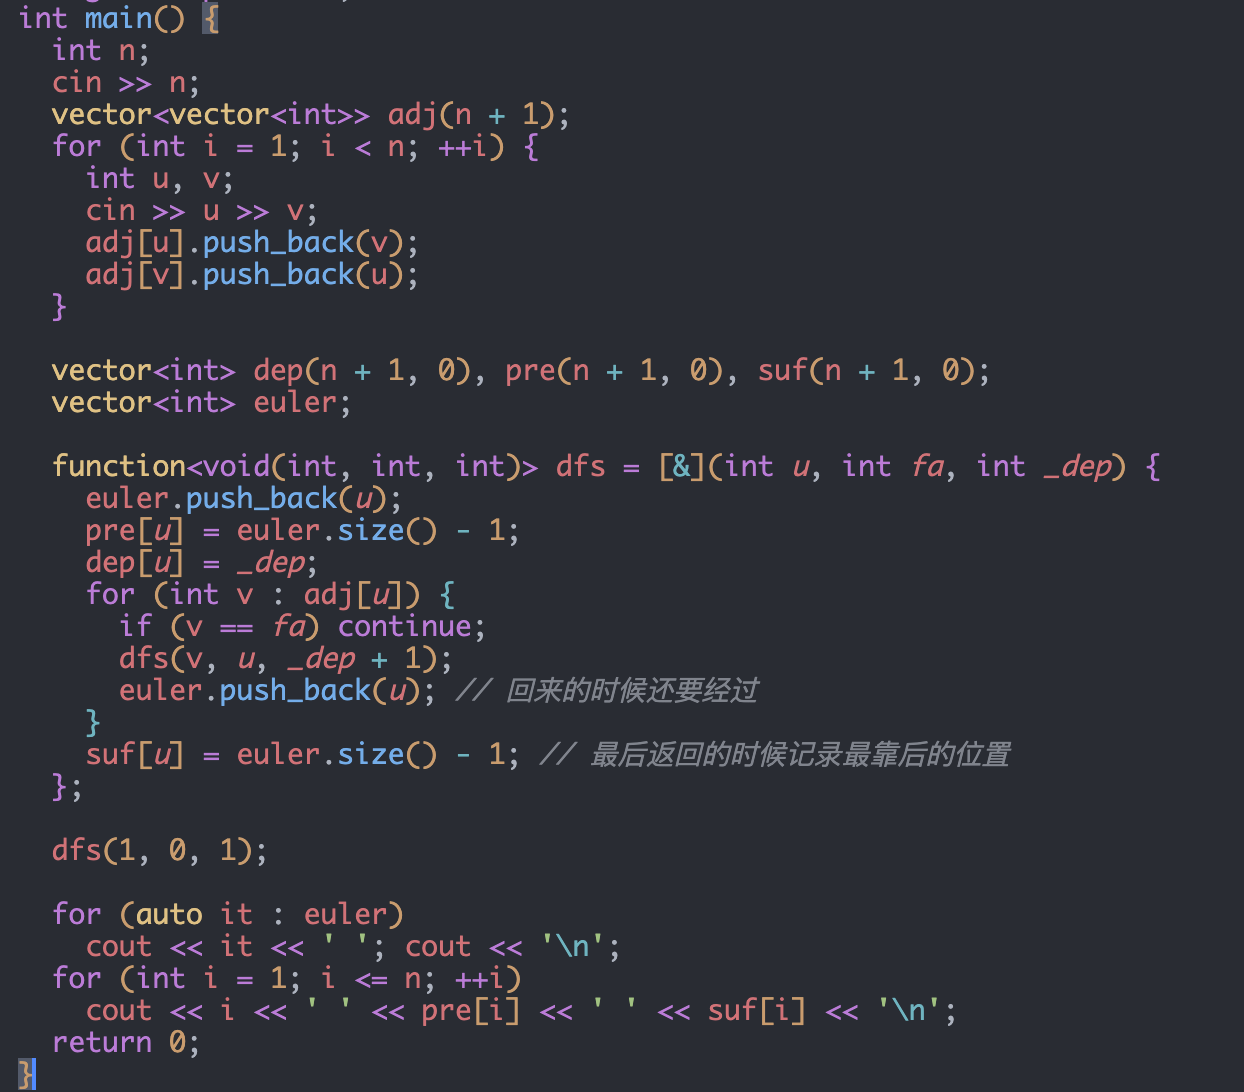 int main() {
  int n;
  cin >> n;
  vector<vector<int>> adj(n + 1);
  for (int i = 1; i < n; ++i) {
    int u, v;
    cin >> u >> v;
    adj[u].push_back(v);
    adj[v].push_back(u);
  }

  vector<int> dep(n + 1, 0), pre(n + 1, 0), suf(n + 1, 0);
  vector<int> euler;

  function<void(int, int, int)> dfs = [&](int u, int fa, int _dep) {
    euler.push_back(u);
    pre[u] = euler.size() - 1;
    dep[u] = _dep;
    for (int v : adj[u]) {
      if (v == fa) continue;
      dfs(v, u, _dep + 1);
      euler.push_back(u); // 回来的时候还要经过
    }
    suf[u] = euler.size() - 1; // 最后返回的时候记录最靠后的位置
  };

  dfs(1, 0, 1);

  for (auto it : euler)
    cout << it << ' '; cout << '\n';
  for (int i = 1; i <= n; ++i)
    cout << i << ' ' << pre[i] << ' ' << suf[i] << '\n';
  return 0;
}